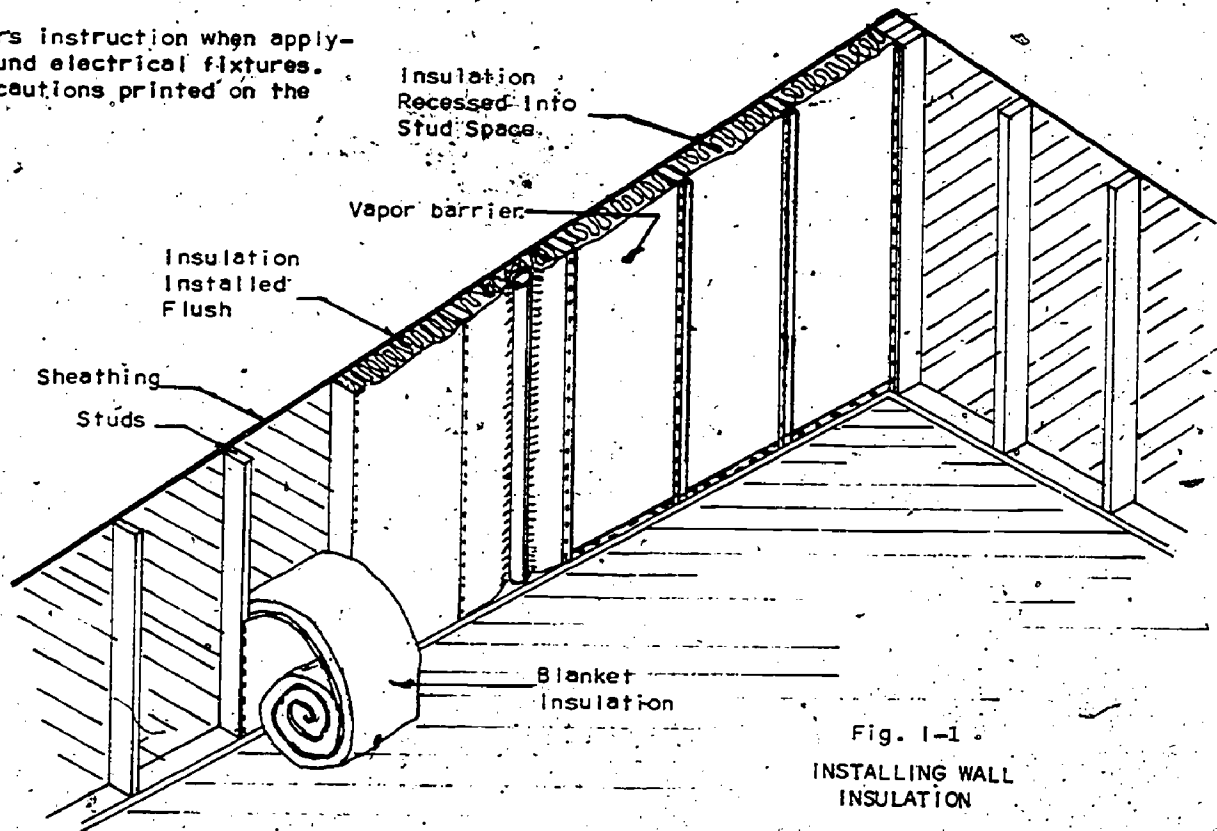 rs instruction when apply-
und electrical fixtures.
cautions printed on the
Insulation
Recessed Into
Stud Space.
Vapor barrier
Insulation
Installed
Flush
Sheathing
Studs
Blanket
Insulation
Fig. I-1
INSTALLING WALL
INSULATION